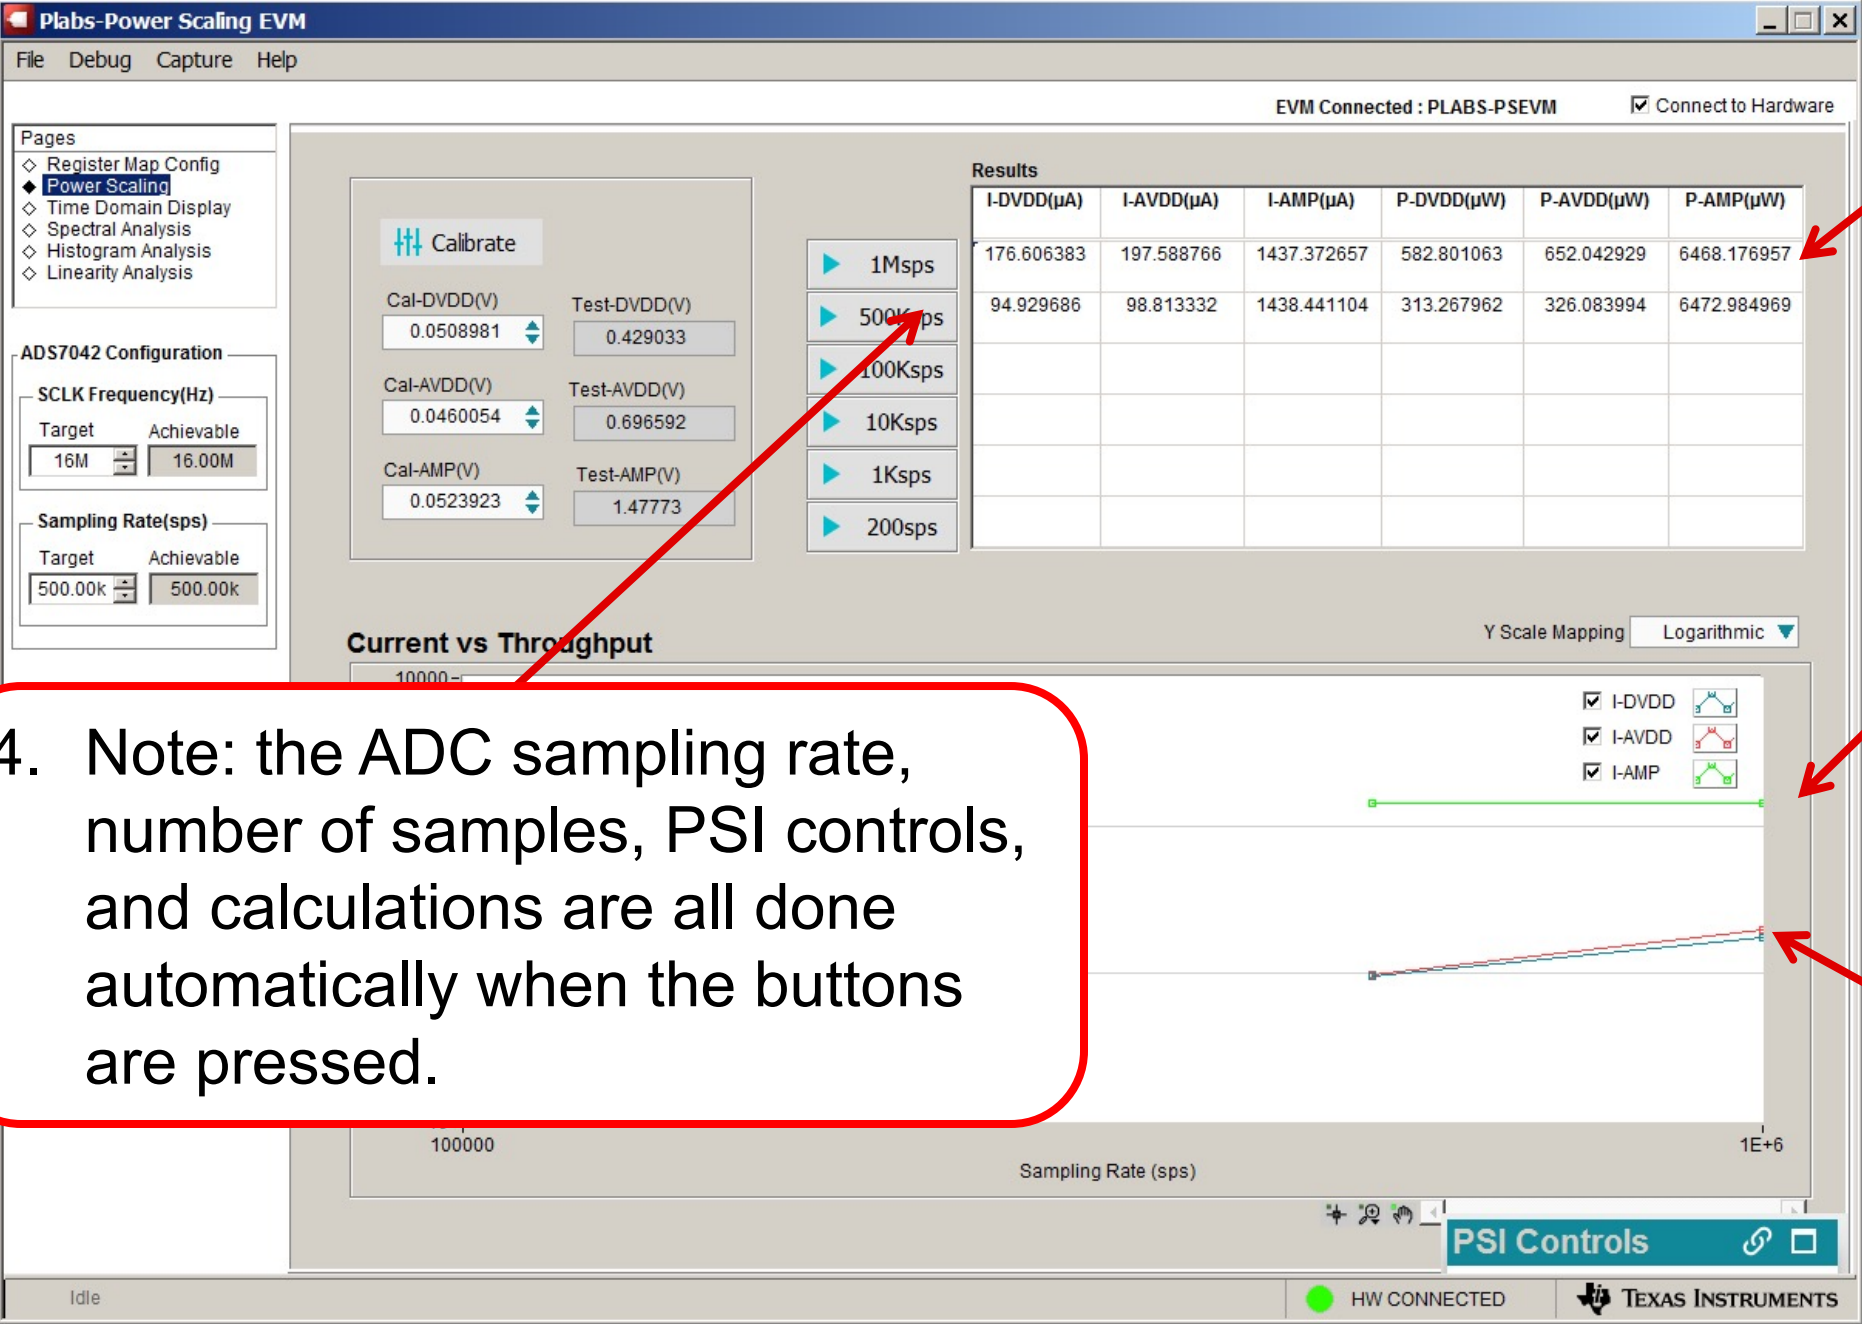 Plabs-Power Scaling EVM
File Debug Capture Help
EVM Connected : PLABS-PSEVM Connect to Hardware
Pages
Register Map Config
Power Scaling
Time Domain Display
Spectral Analysis
Histogram Analysis
Linearity Analysis
ADS7042 Configuration
SCLK Frequency(Hz)
Target Achievable
16M 16.00M
Sampling Rate(sps)
Target Achievable
500.00k 500.00k
Calibrate
Cal-DVDD(V) Test-DVDD(V)
0.0508981 0.429033
Cal-AVDD(V) Test-AVDD(V)
0.0460054 0.696592
Cal-AMP(V) Test-AMP(V)
0.0523923 1.47773
1Msps
500Ksps
100Ksps
10Ksps
1Ksps
200sps
Results
I-DVDD(µA) I-AVDD(µA) I-AMP(µA) P-DVDD(µW) P-AVDD(µW) P-AMP(µW)
176.606383 197.588766 1437.372657 582.801063 652.042929 6468.176957
94.929686 98.813332 1438.441104 313.267962 326.083994 6472.984969
Current vs Throughput
Y Scale Mapping Logarithmic
10000
I-DVDD
I-AVDD
I-AMP
4. Note: the ADC sampling rate,
number of samples, PSI controls,
and calculations are all done
automatically when the buttons
are pressed.
100000 1E+6
Sampling Rate (sps)
PSI Controls
Idle HW CONNECTED TEXAS INSTRUMENTS